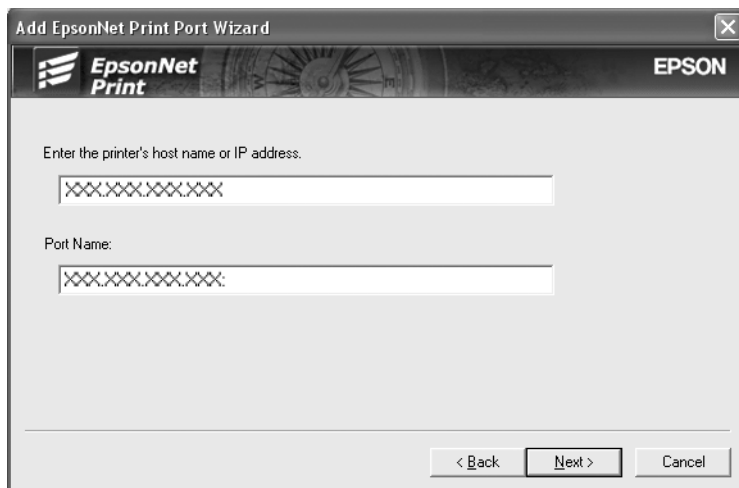 Add EpsonNet Print Port Wizard
EpsonNet
Print
EPSON
Enter the printer's host name or IP address.
XXX.XXX.XXX.XXX
Port Name:
XXX.XXX.XXX.XXX:
< Back
Next >
Cancel